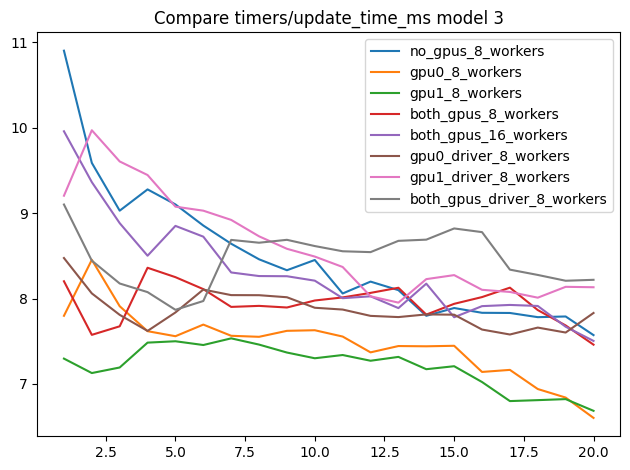 Compare timers/update_time_ms model 3
11
10
9
8
7
no_gpus_8_workers
gpu0_8_workers
gpu1_8_workers
both_gpus_8_workers
both_gpus_16_workers
gpu0_driver_8_workers
gpu1_driver_8_workers
both_gpus_driver_8_workers
2.5 5.0 7.5 10.0 12.5 15.0 17.5 20.0